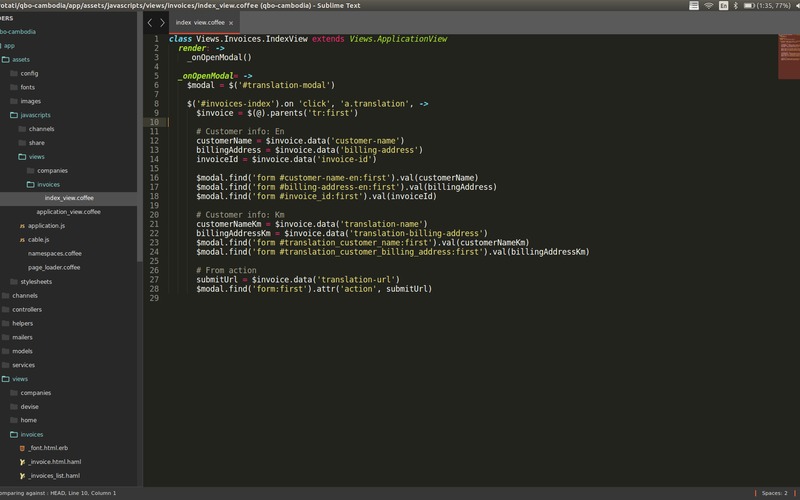 rotati/qbo-cambodia/app/assets/javascripts/views/invoices/index_view.coffee (qbo-cambodia) - Sublime Text
En
(1:35, 77%)
DERS
qbo-cambodia
app
assets
config
fonts
images
javascripts
channels
share
views
companies
invoices
index_view.coffee
application_view.coffee
application.js
cable.js
namespaces.coffee
page_loader.coffee
stylesheets
channels
controllers
helpers
mailers
models
services
views
companies
devise
home
invoices
_font.html.erb
_invoice.html.haml
_invoices_list.haml
index_view.coffee
1 class Views.Invoices.IndexView extends Views.ApplicationView
2 render: ->
3 _onOpenModal()
4
5 _onOpenModal= ->
6 $modal = $('#translation-modal')
7
8 $('#invoices-index').on 'click', 'a.translation', ->
9 $invoice = $(@).parents('tr:first')
10
11 # Customer info: En
12 customerName = $invoice.data('customer-name')
13 billingAddress = $invoice.data('billing-address')
14 invoiceId = $invoice.data('invoice-id')
15
16 $modal.find('form #customer-name-en:first').val(customerName)
17 $modal.find('form #billing-address-en:first').val(billingAddress)
18 $modal.find('form #invoice_id:first').val(invoiceId)
19
20 # Customer info: Km
21 customerNameKm = $invoice.data('translation-name')
22 billingAddressKm = $invoice.data('translation-billing-address')
23 $modal.find('form #translation_customer_name:first').val(customerNameKm)
24 $modal.find('form #translation_customer_billing_address:first').val(billingAddressKm)
25
26 # From action
27 submitUrl = $invoice.data('translation-url')
28 $modal.find('form:first').attr('action', submitUrl)
29
omparing against : HEAD, Line 10, Column 1
Spaces: 2